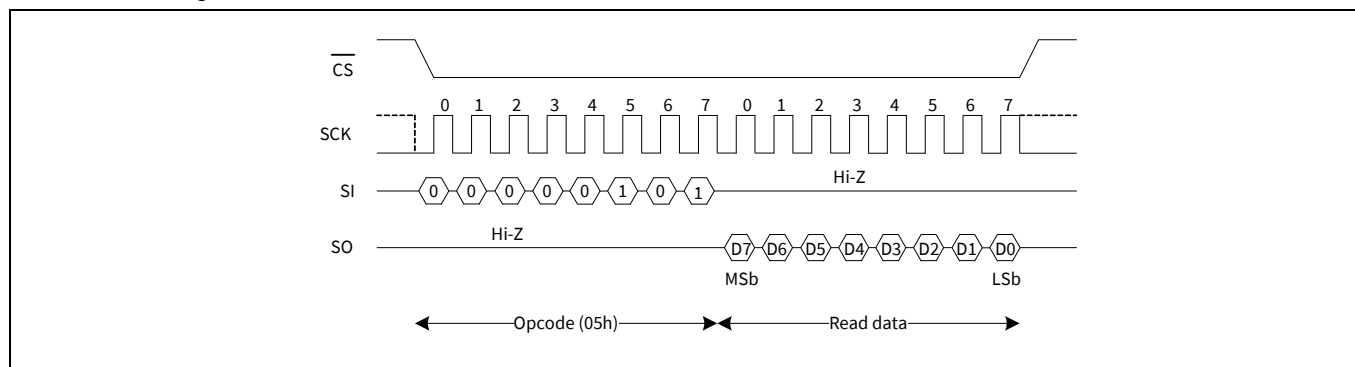 CS
0 1 2 3 4 5 6 7 0 1 2 3 4 5 6 7
SCK
Hi-Z
SI 0 0 0 0 0 1 0 1
Hi-Z
SO D7 D6 D5 D4 D3 D2 D1 D0
MSb LSb
Opcode (05h) Read data